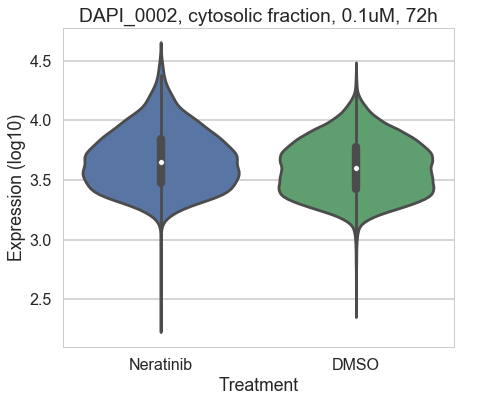 DAPI_0002, cytosolic fraction, 0.1uM, 72h
4.5
4.0
3.5
3.0
2.5
Expression (log10)
Neratinib
DMSO
Treatment